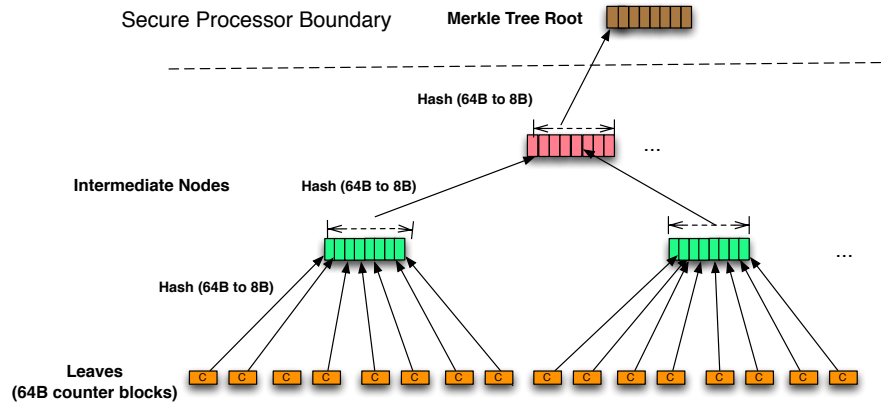 Secure Processor Boundary
Merkle Tree Root
Hash (64B to 8B)
...
Intermediate Nodes
Hash (64B to 8B)
...
Hash (64B to 8B)
Leaves
(64B counter blocks)
C C C C C C C C C C C C C C C C